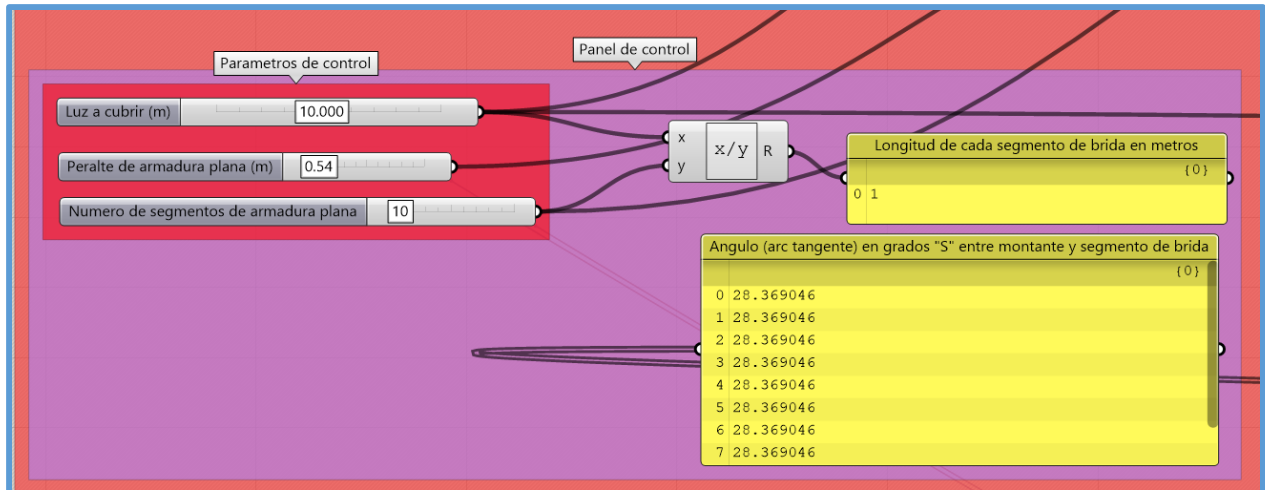 Parametros de control
Panel de control
Luz a cubrir (m) 10.000
Peralte de armadura plana (m) 0.54
Numero de segmentos de armadura plana 10
x
y
x/y
R
Longitud de cada segmento de brida en metros
{0}
0 1
Angulo (arc tangente) en grados "S" entre montante y segmento de brida
{0}
0 28.369046
1 28.369046
2 28.369046
3 28.369046
4 28.369046
5 28.369046
6 28.369046
7 28.369046